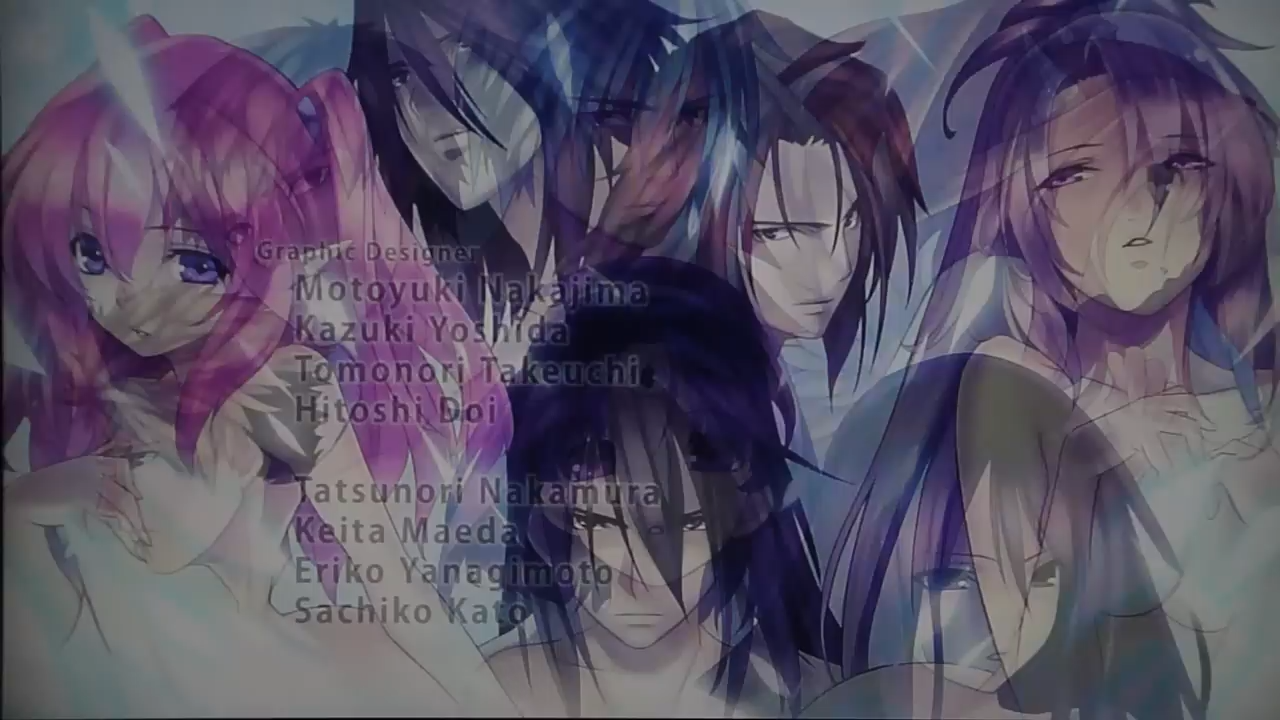 Graphic Designer
Motoyuki Nakajima
Kazuki Yoshida
Tomonori Takeuchi
Hitoshi Doi
Tatsunori Nakamura
Keita Maeda
Eriko Yanagimoto
Sachiko Kato